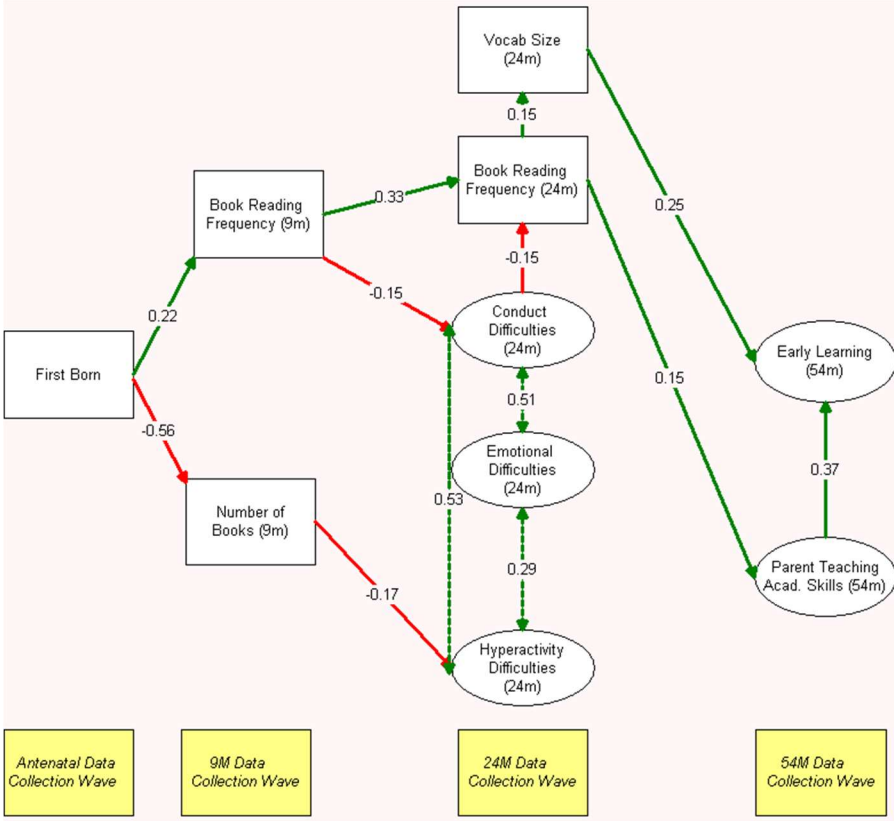 Vocab Size
(24m)
0.15
Book Reading
Frequency (24m)
Book Reading
Frequency (9m)
0.33
0.25
-0.15
-0.15
0.22
Conduct
Difficulties
(24m)
First Born
Early Learning
(54m)
0.15
0.51
-0.56
Emotional
Difficulties
(24m)
0.37
0.53
Number of
Books (9m)
0.29
Parent Teaching
Acad. Skills (54m)
-0.17
Hyperactivity
Difficulties
(24m)
Antenatal Data
Collection Wave
9M Data
Collection Wave
24M Data
Collection Wave
54M Data
Collection Wave